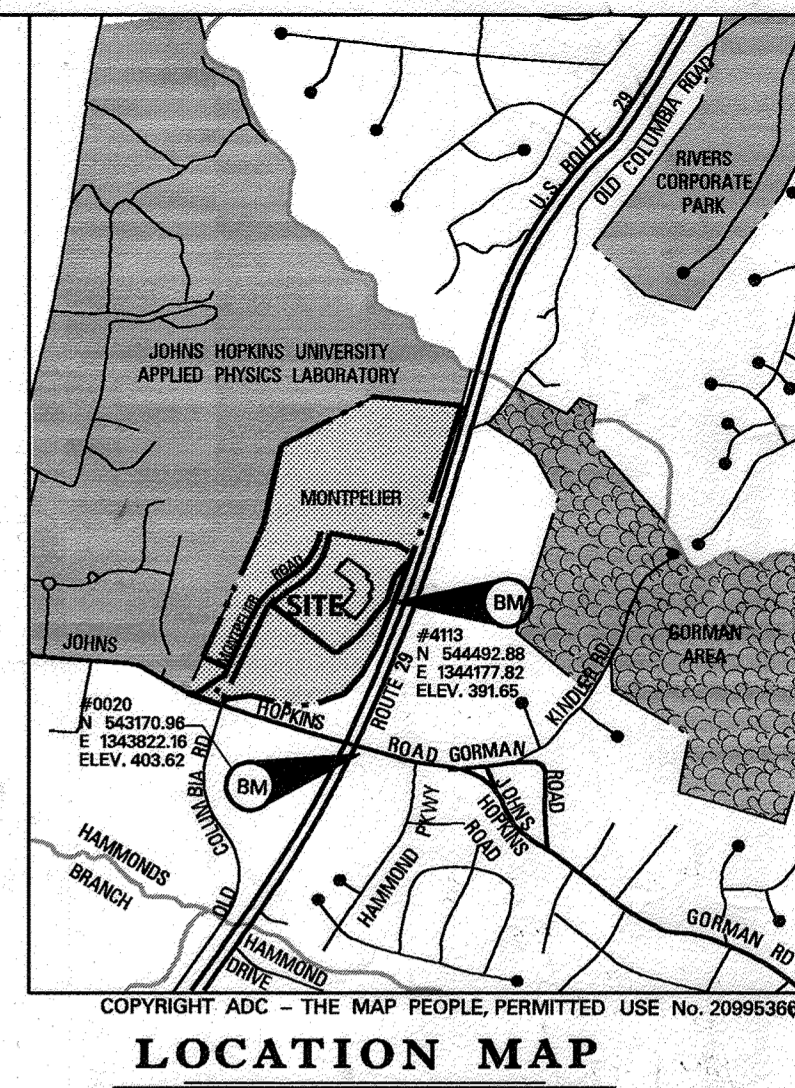 U.S. ROUTE 29
OLD COLUMBIA ROAD
RIVERS
CORPORATE
PARK
JOHNS HOPKINS UNIVERSITY
APPLIED PHYSICS LABORATORY
MONTPELIER
MONTPELIER ROAD
SITE
BM
#4113
N 544492.88
E 1344177.82
ELEV. 391.65
GORMAN
AREA
KINDLER RD
JOHNS HOPKINS ROAD GORMAN ROAD
ROUTE 29
#0020
N 543170.96
E 1343822.16
ELEV. 403.62
BM
OLD COLUMBIA RD
JOHNS
HOPKINS
ROAD
HAMMOND PKWY
HAMMONDS
BRANCH
HAMMOND
DRIVE
GORMAN RD
COPYRIGHT ADC – THE MAP PEOPLE, PERMITTED USE No. 20995366
LOCATION MAP